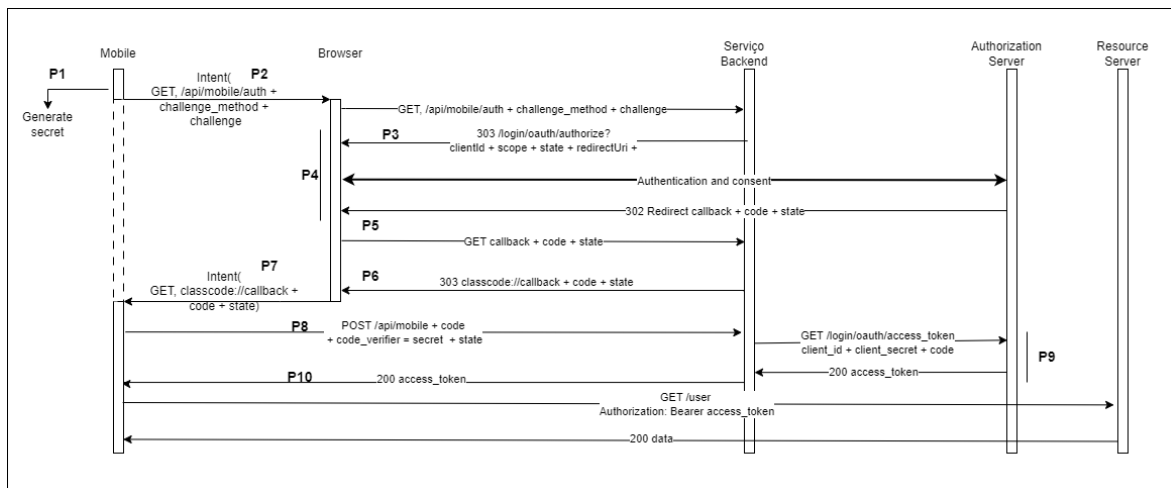 Mobile
Browser
Serviço
Backend
Authorization
Server
Resource
Server
P1
Generate
secret
P2
Intent(
GET, /api/mobile/auth +
challenge_method +
challenge
GET, /api/mobile/auth + challenge_method + challenge
P3
303 /login/oauth/authorize?
clientId + scope + state + redirectUri +
P4
Authentication and consent
302 Redirect callback + code + state
P5
GET callback + code + state
P6
303 classcode://callback + code + state
P7
Intent(
GET, classcode://callback +
code + state)
P8
POST /api/mobile + code
+ code_verifier = secret + state
GET /login/oauth/access_token
client_id + client_secret + code
P9
200 access_token
P10
200 access_token
GET /user
Authorization: Bearer access_token
200 data